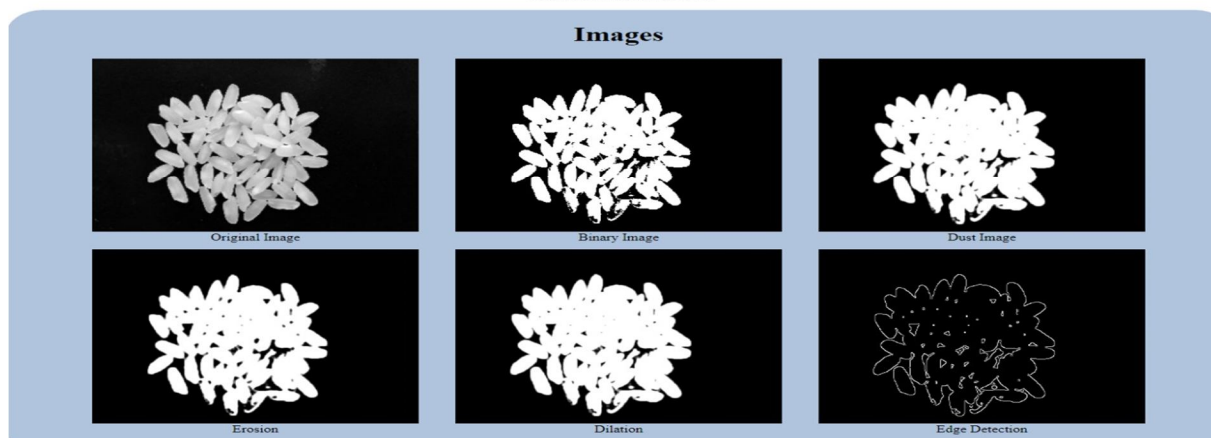 Images
Original Image
Binary Image
Dust Image
Erosion
Dilation
Edge Detection